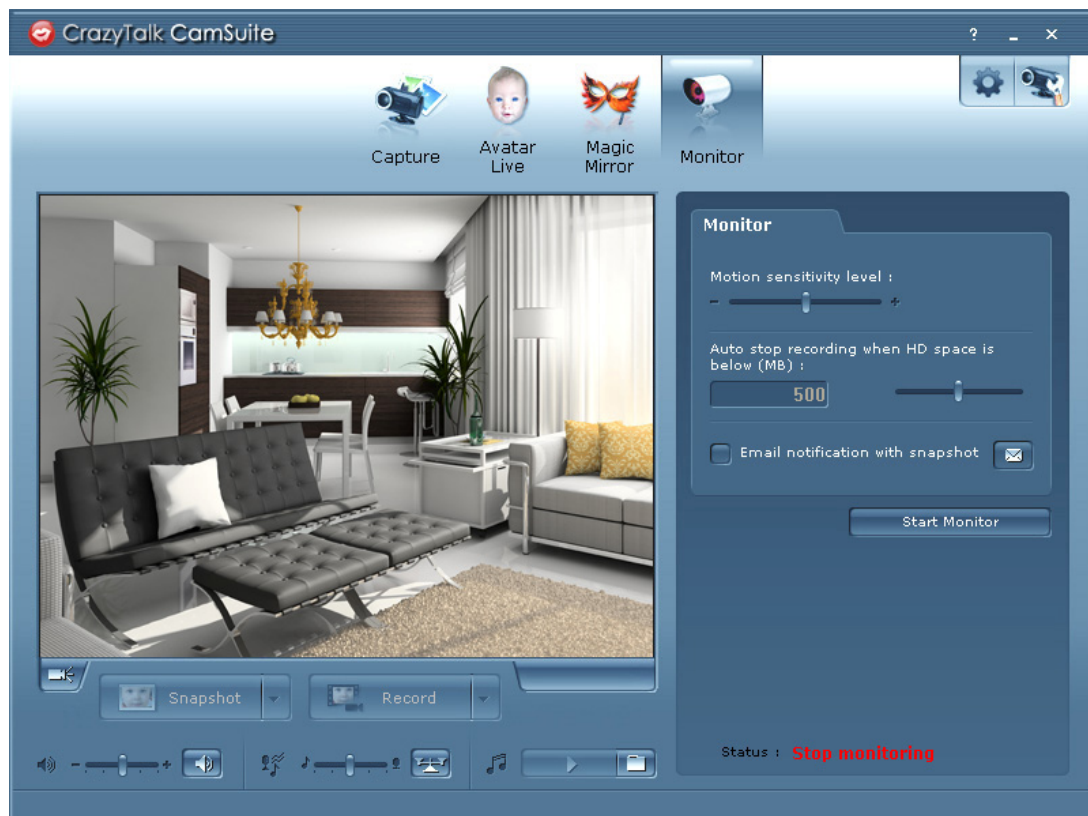 CrazyTalk CamSuite
?
Capture
Avatar
Live
Magic
Mirror
Monitor
Monitor
Motion sensitivity level :
- +
Auto stop recording when HD space is
below (MB) :
500
Email notification with snapshot
Start Monitor
Snapshot
Record
- +
Status : Stop monitoring